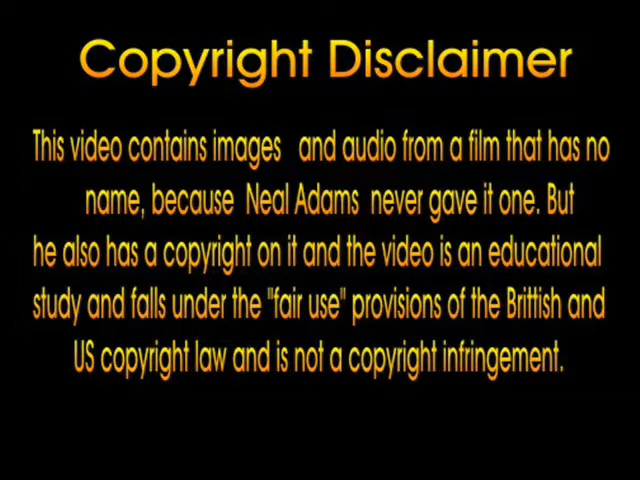 Copyright Disclaimer
This video contains images and audio from a film that has no
name, because Neal Adams never gave it one. But
he also has a copyright on it and the video is an educational
study and falls under the "fair use" provisions of the Brittish and
US copyright law and is not a copyright infringement.